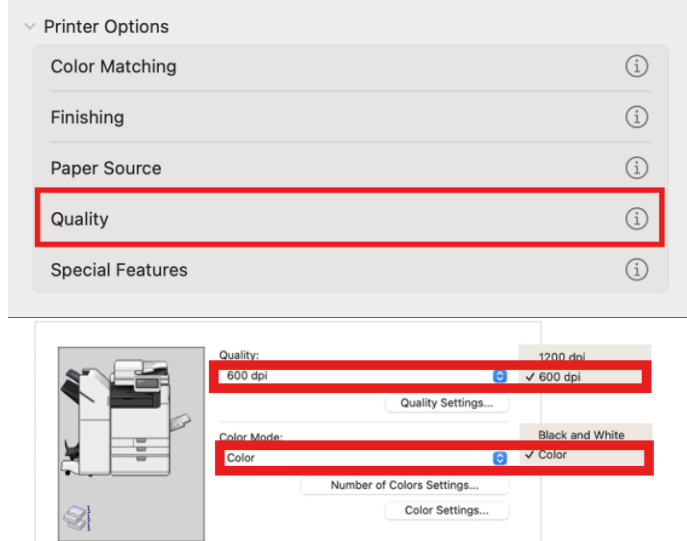 Printer Options
Color Matching
Finishing
Paper Source
Quality
Special Features
Quality:
1200 dpi
600 dpi
✓ 600 dpi
Quality Settings...
Color Mode:
Black and White
Color
✓ Color
Number of Colors Settings...
Color Settings...